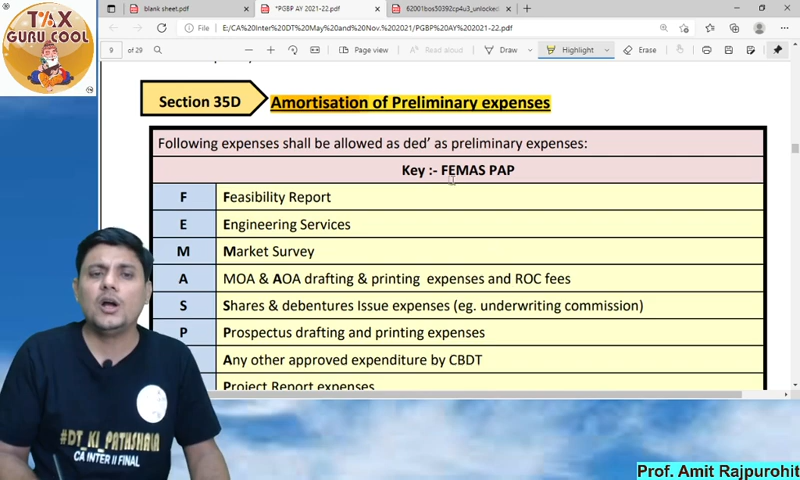 TAX
GURU COOL
blank sheet.pdf
*PGBP AY 2021-22.pdf
62001bos50392cp4u3_unlocked
E:/CA%20Inter%20DT%20May%20and%20Nov.%202021/PGBP%20AY%202021-22.pdf
9 of 29
Page view
Read aloud
Draw
Highlight
Erase
Section 35D
Amortisation of Preliminary expenses
Following expenses shall be allowed as ded' as preliminary expenses:
Key :- FEMAS PAP
F Feasibility Report
E Engineering Services
M Market Survey
A MOA & AOA drafting & printing expenses and ROC fees
S Shares & debentures Issue expenses (eg. underwriting commission)
P Prospectus drafting and printing expenses
Any other approved expenditure by CBDT
Project Report expenses
#DT_KI_PATHSHALA
CA INTER II FINAL
Prof. Amit Rajpurohit